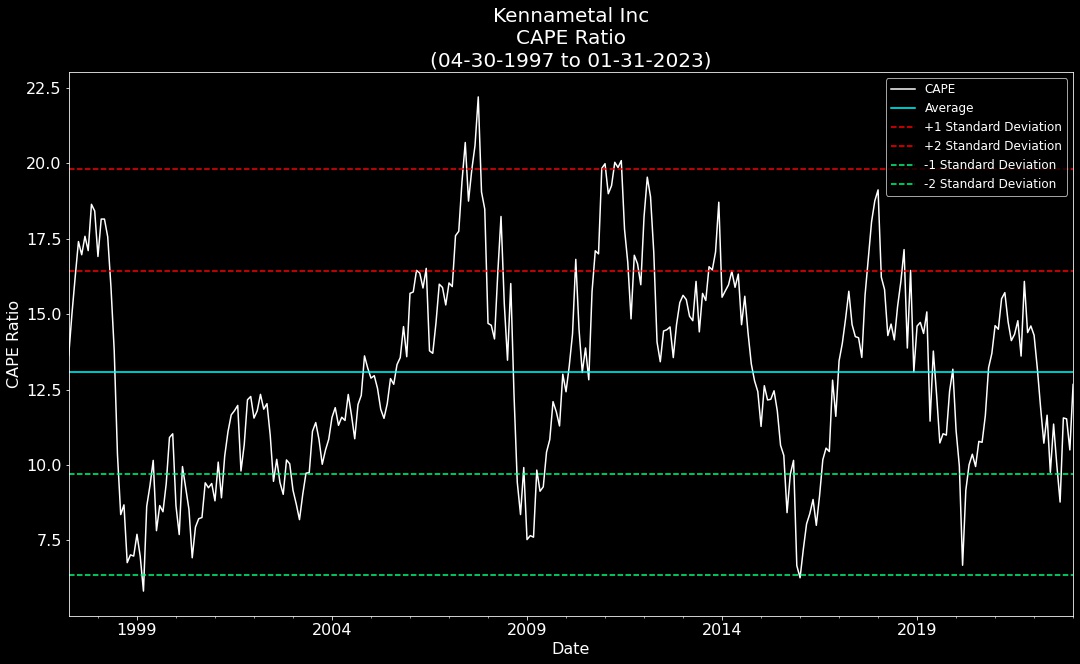 Kennametal Inc
CAPE Ratio
(04-30-1997 to 01-31-2023)
CAPE
Average
+1 Standard Deviation
+2 Standard Deviation
-1 Standard Deviation
-2 Standard Deviation
22.5
20.0
17.5
15.0
12.5
10.0
7.5
CAPE Ratio
1999
2004
2009
2014
2019
Date